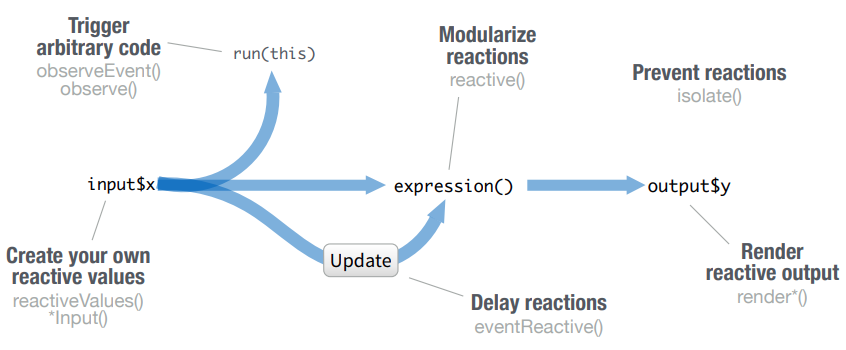 Trigger
arbitrary code
observeEvent()
observe()
run(this)
Modularize
reactions
reactive()
Prevent reactions
isolate()
input$x
expression()
output$y
Create your own
reactive values
reactiveValues()
*Input()
Update
Delay reactions
eventReactive()
Render
reactive output
render*()